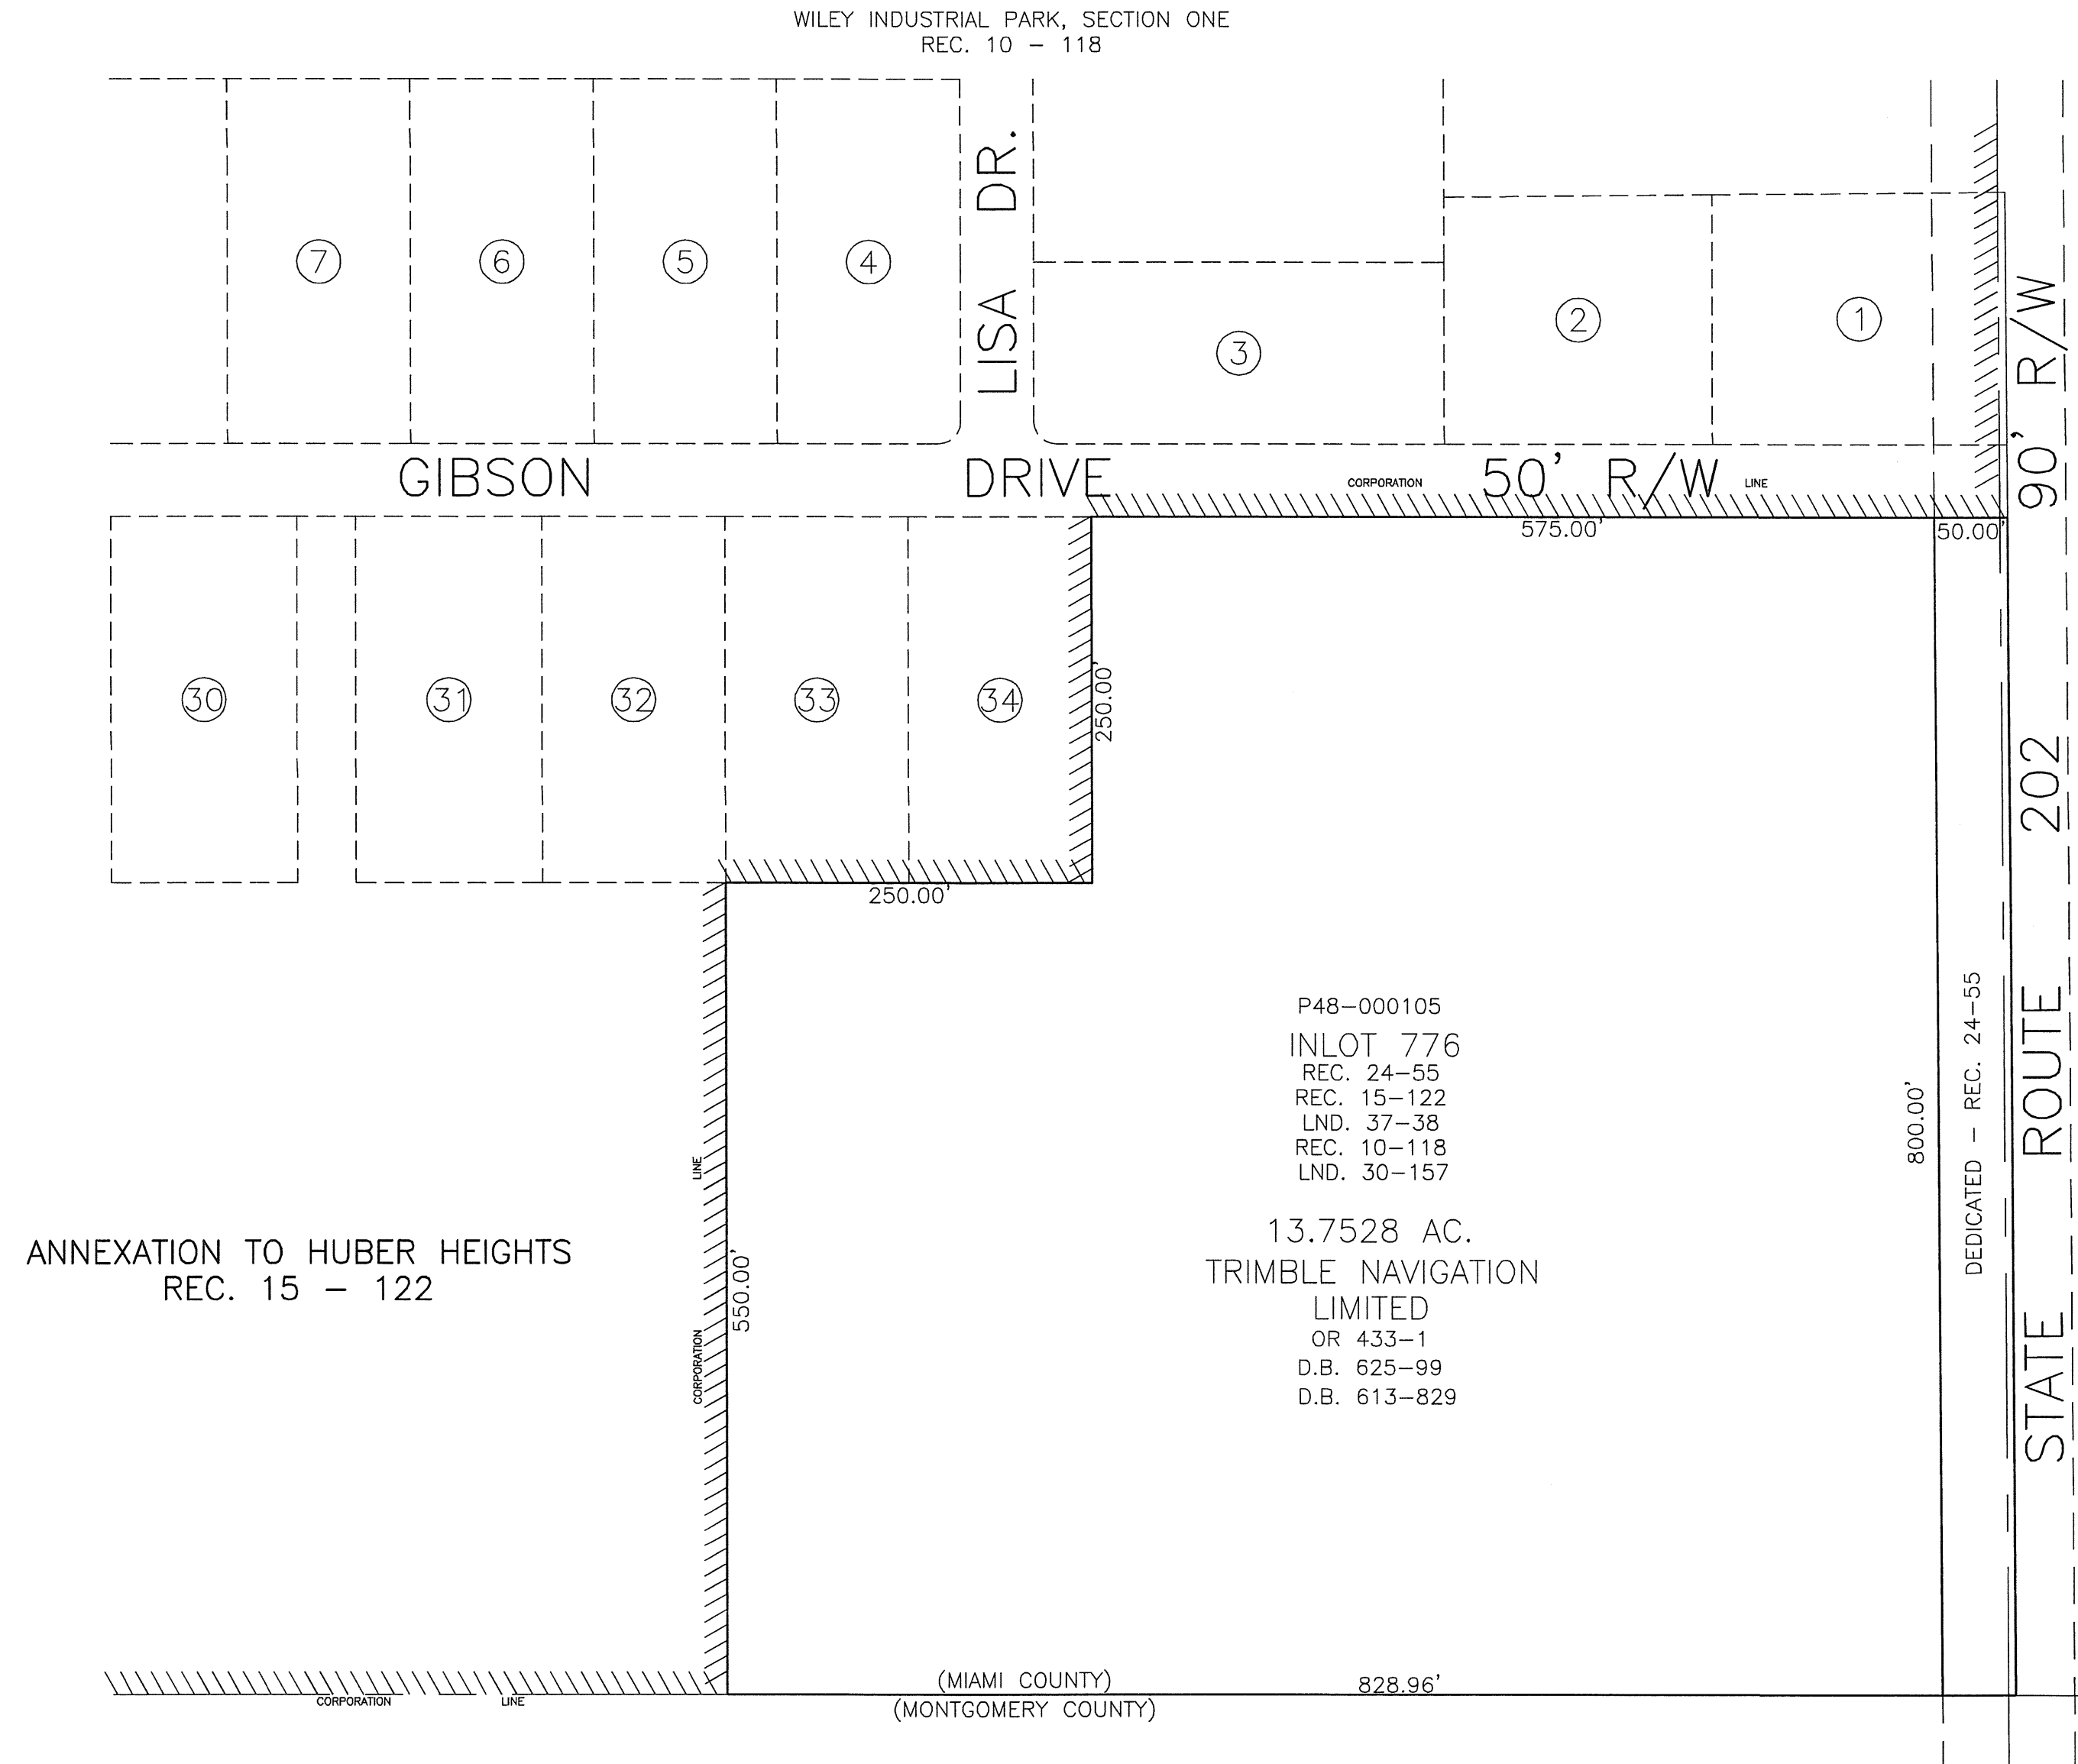 WILEY INDUSTRIAL PARK, SECTION ONE
REC. 10 – 118
7
6
5
4
LISA DR.
3
2
1
90' R/W
GIBSON DRIVE 50' R/W
CORPORATION LINE
575.00'
50.00'
30
31
32
33
34
250.00'
250.00'
STATE ROUTE 202
P48–000105
INLOT 776
REC. 24–55
REC. 15–122
LND. 37–38
REC. 10–118
LND. 30–157
13.7528 AC.
TRIMBLE NAVIGATION
LIMITED
OR 433–1
D.B. 625–99
D.B. 613–829
800.00'
DEDICATED – REC. 24–55
CORPORATION LINE
550.00'
ANNEXATION TO HUBER HEIGHTS
REC. 15 – 122
(MIAMI COUNTY)
828.96'
CORPORATION LINE
(MONTGOMERY COUNTY)